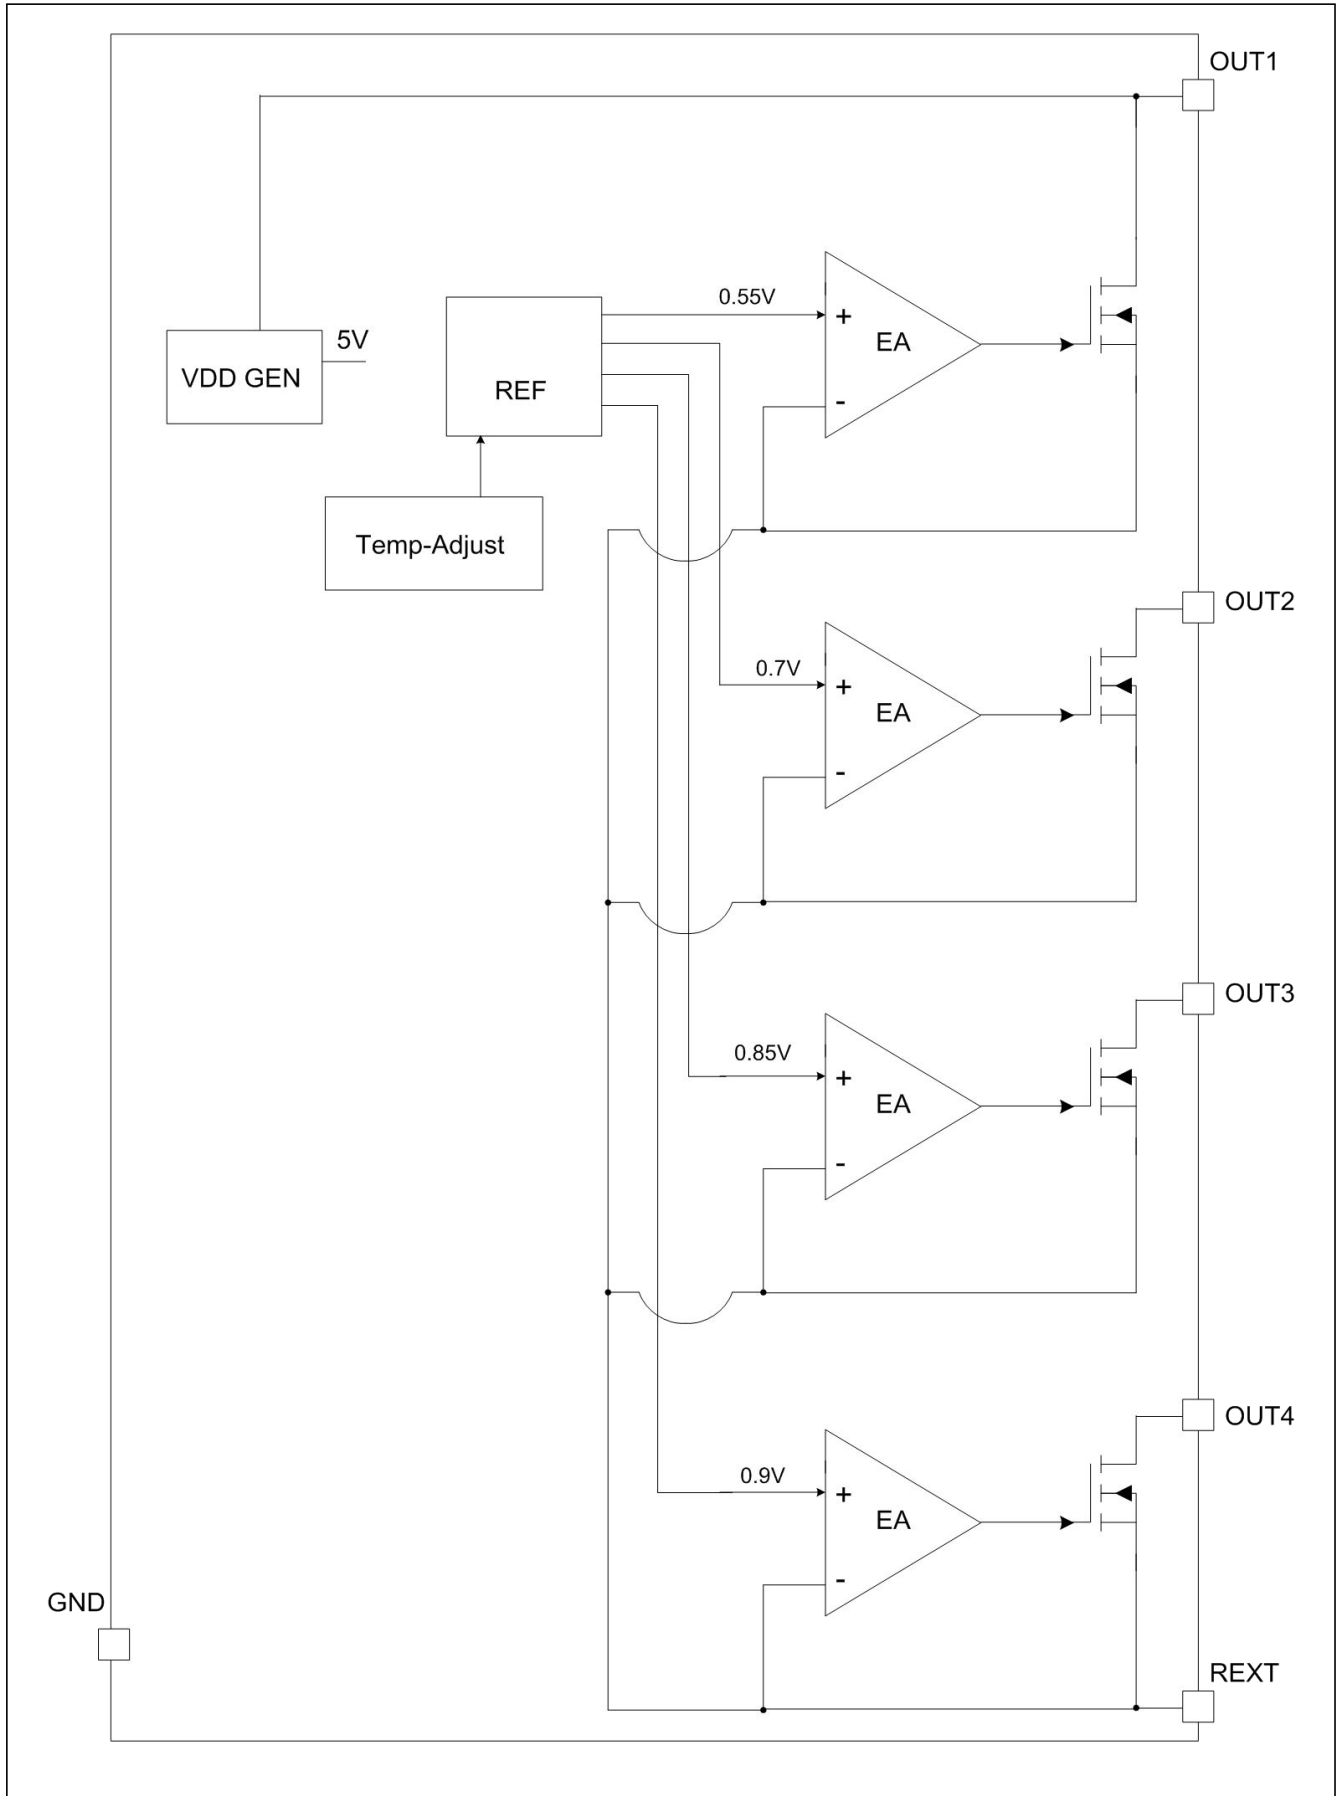 OUT1
0.55V
+
EA
-
5V
VDD GEN
REF
Temp-Adjust
OUT2
0.7V
+
EA
-
OUT3
0.85V
+
EA
-
OUT4
0.9V
+
EA
-
GND
REXT